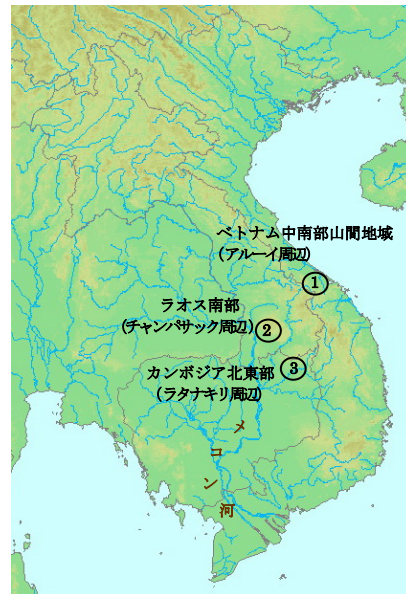 ベトナム中南部山間地域
(アルーイ周辺)
①
ラオス南部
(チャンパサック周辺)
②
カンボジア北東部
(ラタナキリ周辺)
③
メコン河